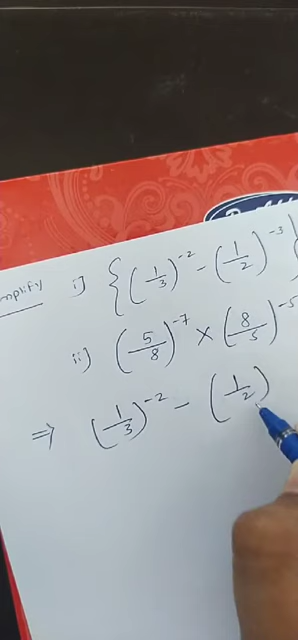 mplify i] {(1/3)^-2 - (1/2)^-3}
ii] (5/8)^-7 × (8/5)^-5
⇒ (1/3)^-2 - (1/2)